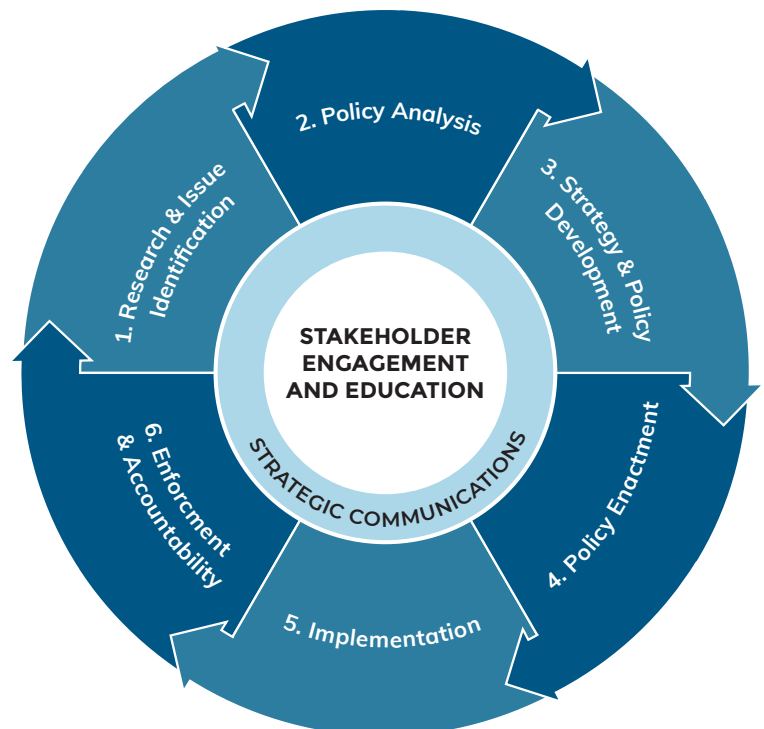 1. Research & Issue
Identification
2. Policy Analysis
3. Strategy & Policy
Development
4. Policy Enactment
5. Implementation
6. Enforcment
& Accountability
STAKEHOLDER
ENGAGEMENT
AND EDUCATION
STRATEGIC COMMUNICATIONS